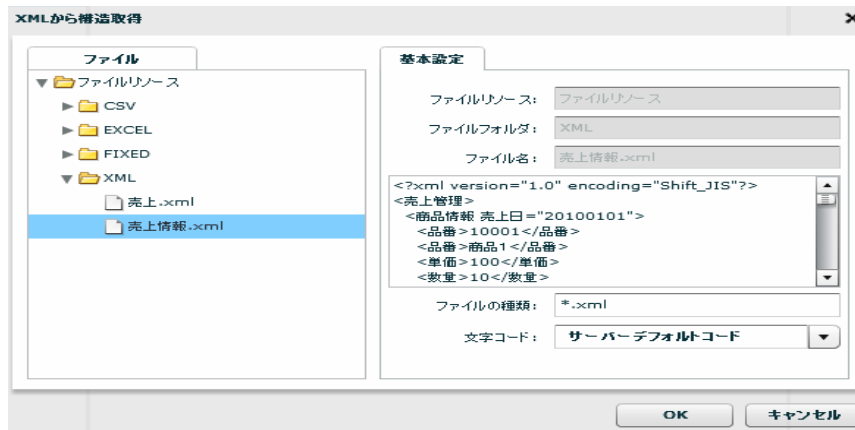 XMLから構造取得
ファイル
ファイルリソース
CSV
EXCEL
FIXED
XML
売上.xml
売上情報.xml
基本設定
ファイルリソース: ファイルリソース
ファイルフォルダ: XML
ファイル名: 売上情報.xml
<?xml version="1.0" encoding="Shift_JIS"?>
<売上管理>
<商品情報 売上日="20100101">
<品番>10001</品番>
<品番>商品1</品番>
<単価>100</単価>
<数量>10</数量>
ファイルの種類: *.xml
文字コード: サーバーデフォルトコード
OK キャンセル